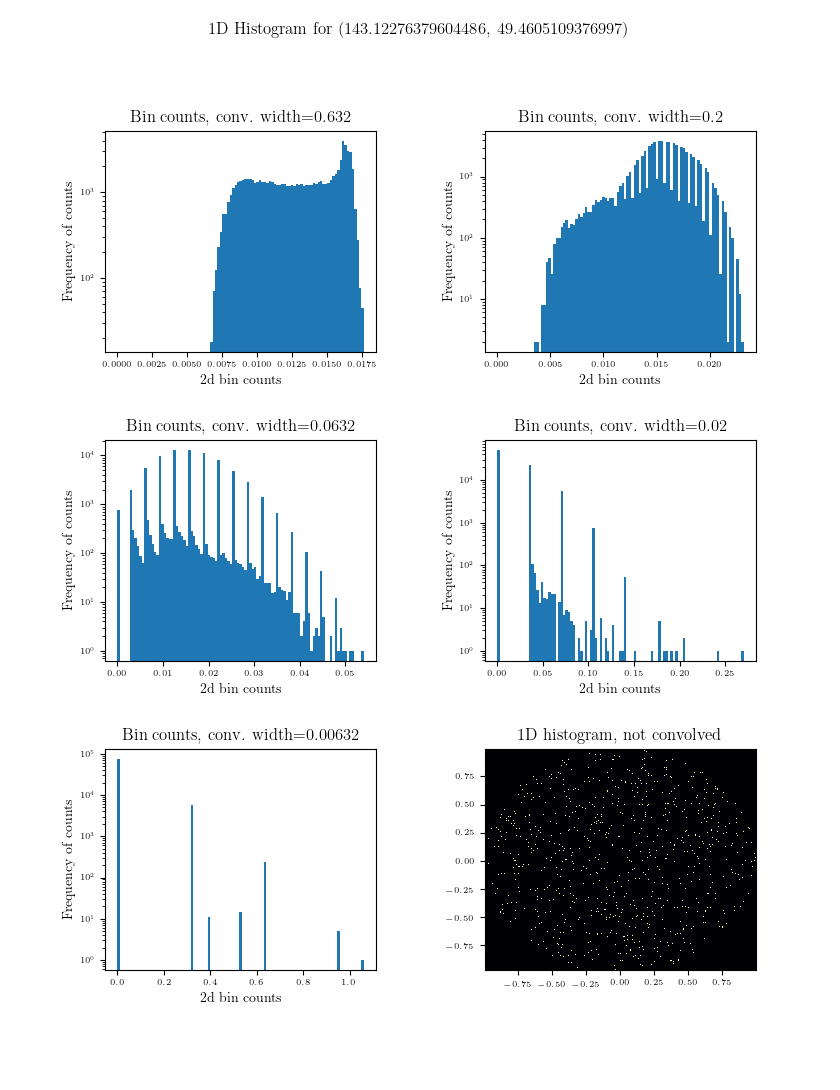 1D Histogram for (143.12276379604486, 49.4605109376997)
Bin counts, conv. width=0.632
Frequency of counts
10³
10²
0.0000 0.0025 0.0050 0.0075 0.0100 0.0125 0.0150 0.0175
2d bin counts
Bin counts, conv. width=0.2
Frequency of counts
10³
10²
10¹
0.000 0.005 0.010 0.015 0.020
2d bin counts
Bin counts, conv. width=0.0632
Frequency of counts
10⁴
10³
10²
10¹
10⁰
0.00 0.01 0.02 0.03 0.04 0.05
2d bin counts
Bin counts, conv. width=0.02
Frequency of counts
10⁴
10³
10²
10¹
10⁰
0.00 0.05 0.10 0.15 0.20 0.25
2d bin counts
Bin counts, conv. width=0.00632
Frequency of counts
10⁵
10⁴
10³
10²
10¹
10⁰
0.0 0.2 0.4 0.6 0.8 1.0
2d bin counts
1D histogram, not convolved
0.75
0.50
0.25
0.00
−0.25
−0.50
−0.75
−0.75 −0.50 −0.25 0.00 0.25 0.50 0.75